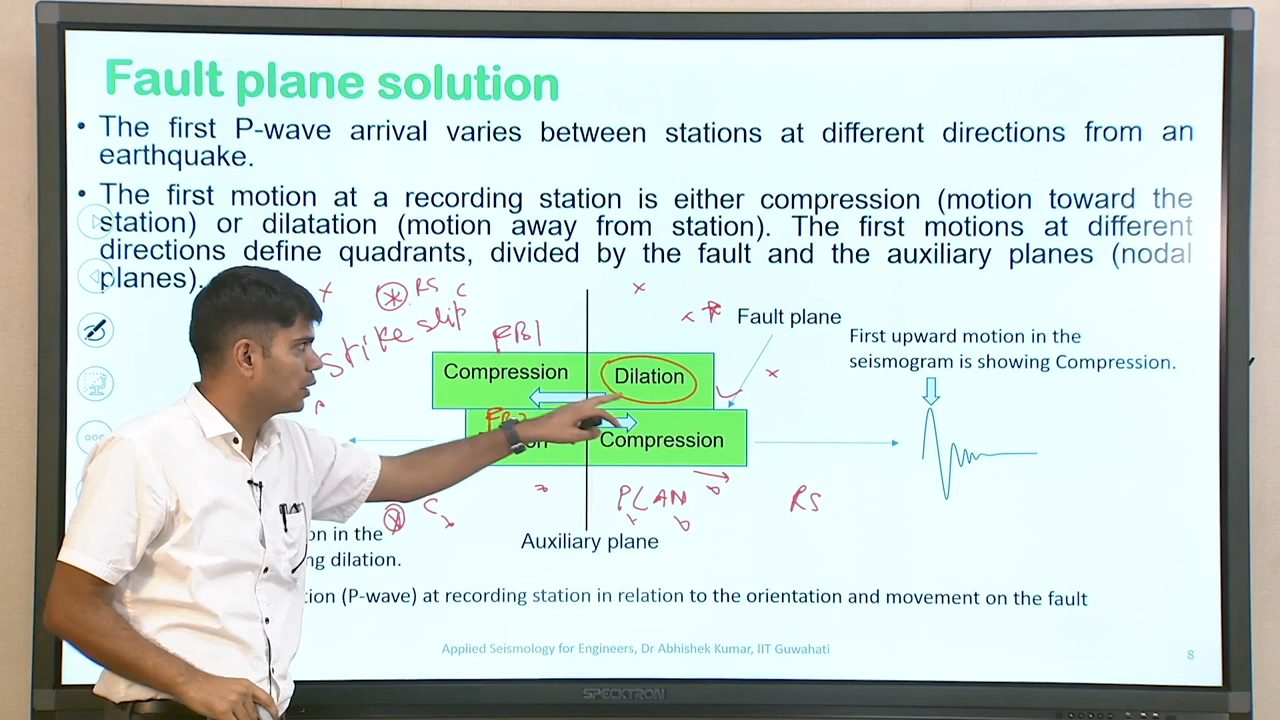 Fault plane solution
• The first P-wave arrival varies between stations at different directions from an
earthquake.
• The first motion at a recording station is either compression (motion toward the
station) or dilatation (motion away from station). The first motions at different
directions define quadrants, divided by the fault and the auxiliary planes (nodal
planes).
RS C
Strike slip
FB1
Fault plane
First upward motion in the
seismogram is showing Compression.
Compression
Dilation
Compression
PLAN
RS
on in the
Auxiliary plane
ng dilation.
tion (P-wave) at recording station in relation to the orientation and movement on the fault
Applied Seismology for Engineers, Dr Abhishek Kumar, IIT Guwahati
8
SPECKTRON